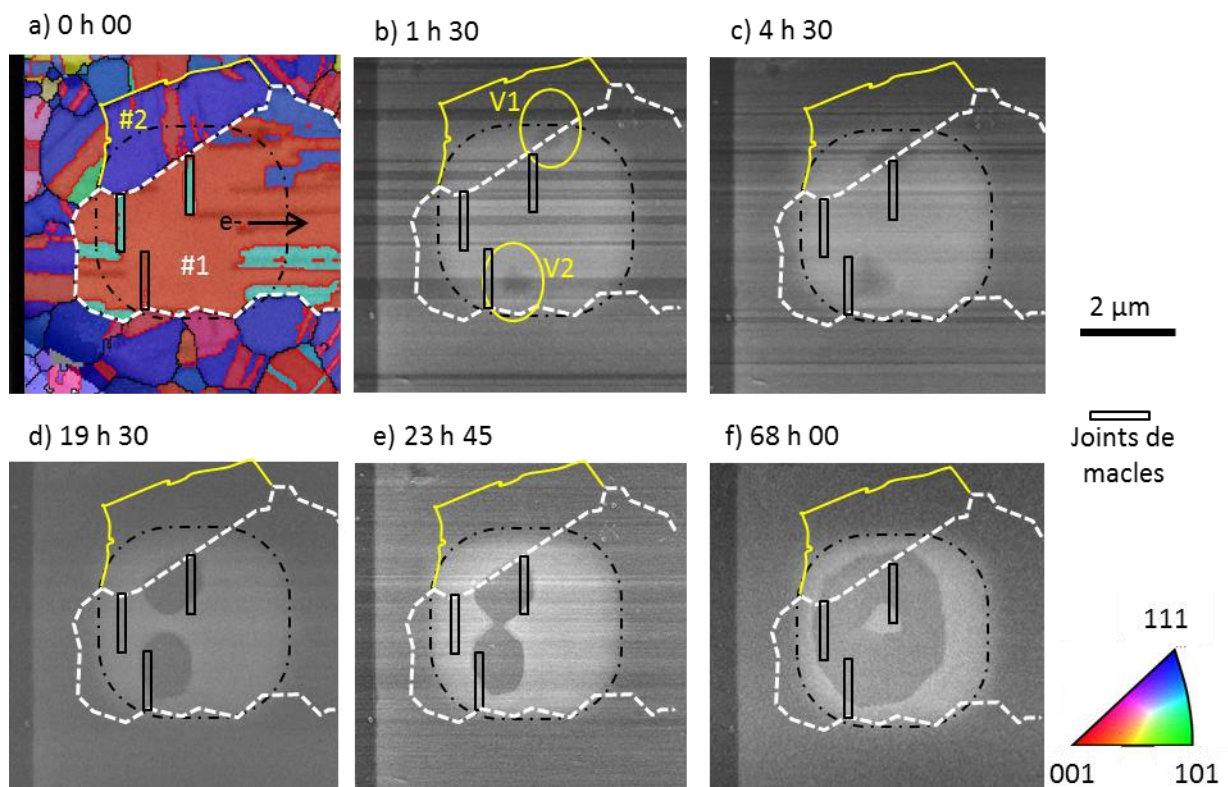 a) 0 h 00
b) 1 h 30
c) 4 h 30
#2
#1
e-
V1
V2
2 µm
Joints de
macles
d) 19 h 30
e) 23 h 45
f) 68 h 00
111
001
101